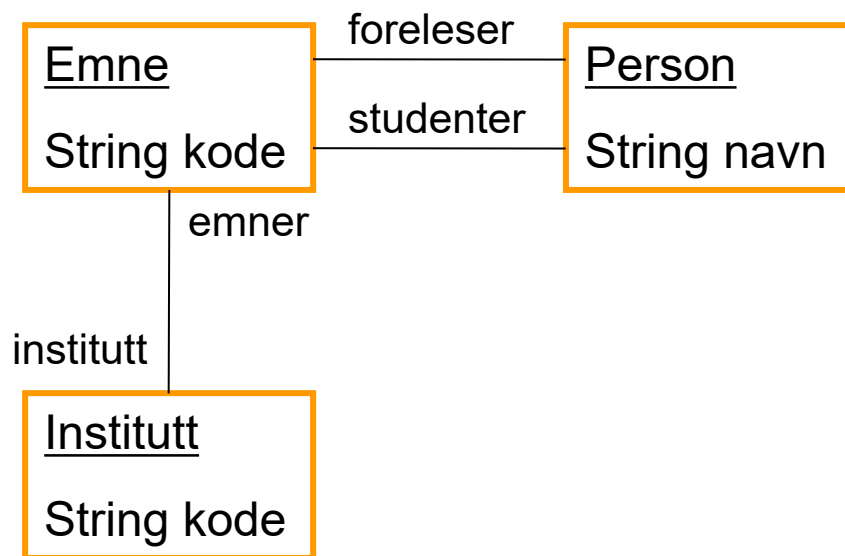 foreleser
Emne
Person
studenter
String kode
String navn
emner
institutt
Institutt
String kode